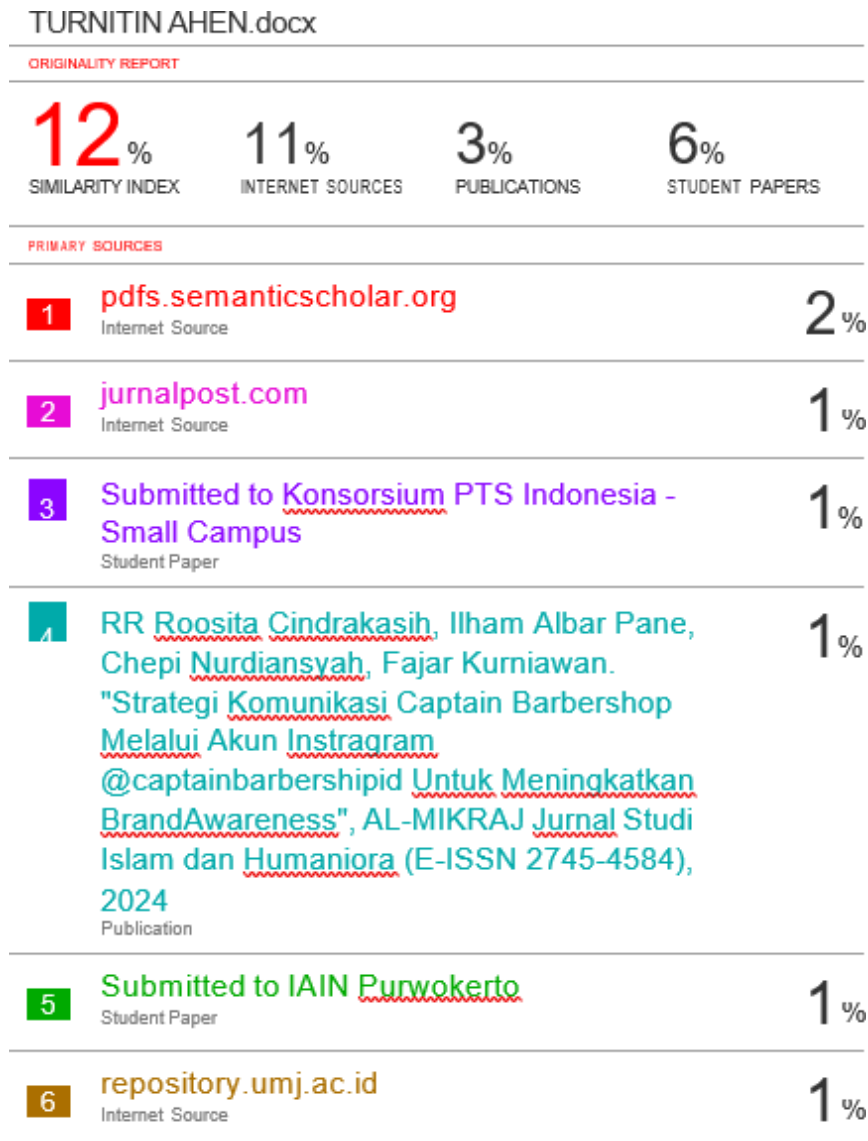 TURNITIN AHEN.docx
ORIGINALITY REPORT
12% 11% 3% 6%
SIMILARITY INDEX INTERNET SOURCES PUBLICATIONS STUDENT PAPERS
PRIMARY SOURCES
1 pdfs.semanticscholar.org 2%
Internet Source
2 jurnalpost.com 1%
Internet Source
3 Submitted to Konsorsium PTS Indonesia - 1%
Small Campus
Student Paper
4 RR Roosita Cindrakasih, Ilham Albar Pane, 1%
Chepi Nurdiansyah, Fajar Kurniawan.
"Strategi Komunikasi Captain Barbershop
Melalui Akun Instragram
@captainbarbershipid Untuk Meningkatkan
BrandAwareness", AL-MIKRAJ Jurnal Studi
Islam dan Humaniora (E-ISSN 2745-4584),
2024
Publication
5 Submitted to IAIN Purwokerto 1%
Student Paper
6 repository.umj.ac.id 1%
Internet Source